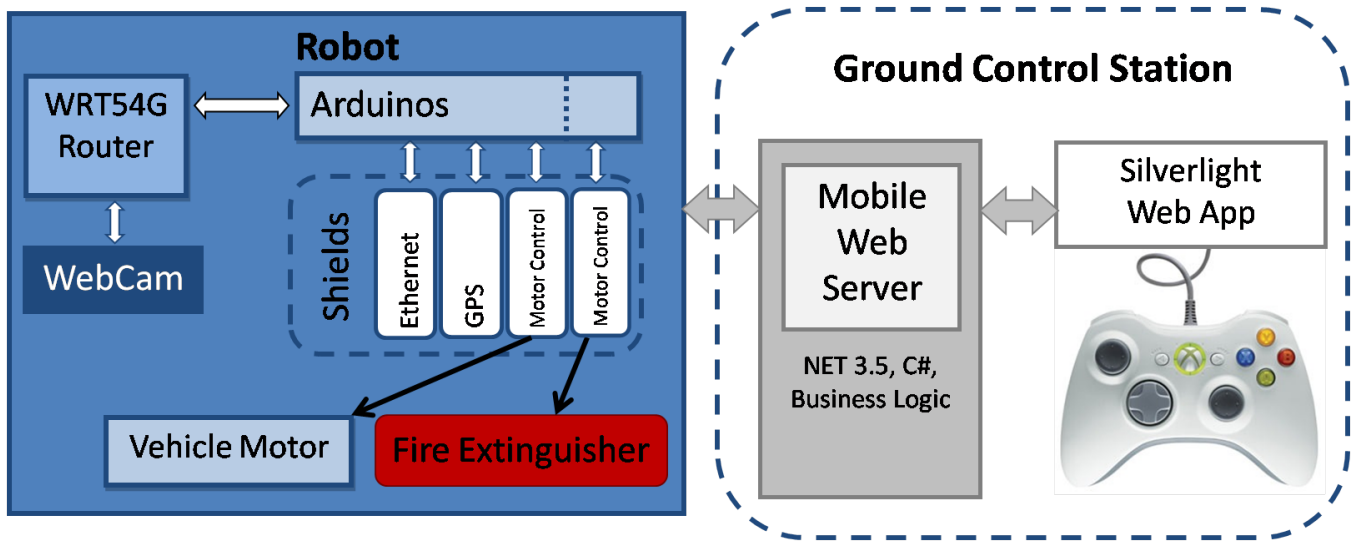 Robot
WRT54G
Router
Arduinos
WebCam
Shields
Ethernet
GPS
Motor Control
Motor Control
Vehicle Motor
Fire Extinguisher
Ground Control Station
Mobile
Web
Server
NET 3.5, C#,
Business Logic
Silverlight
Web App
X
B
A